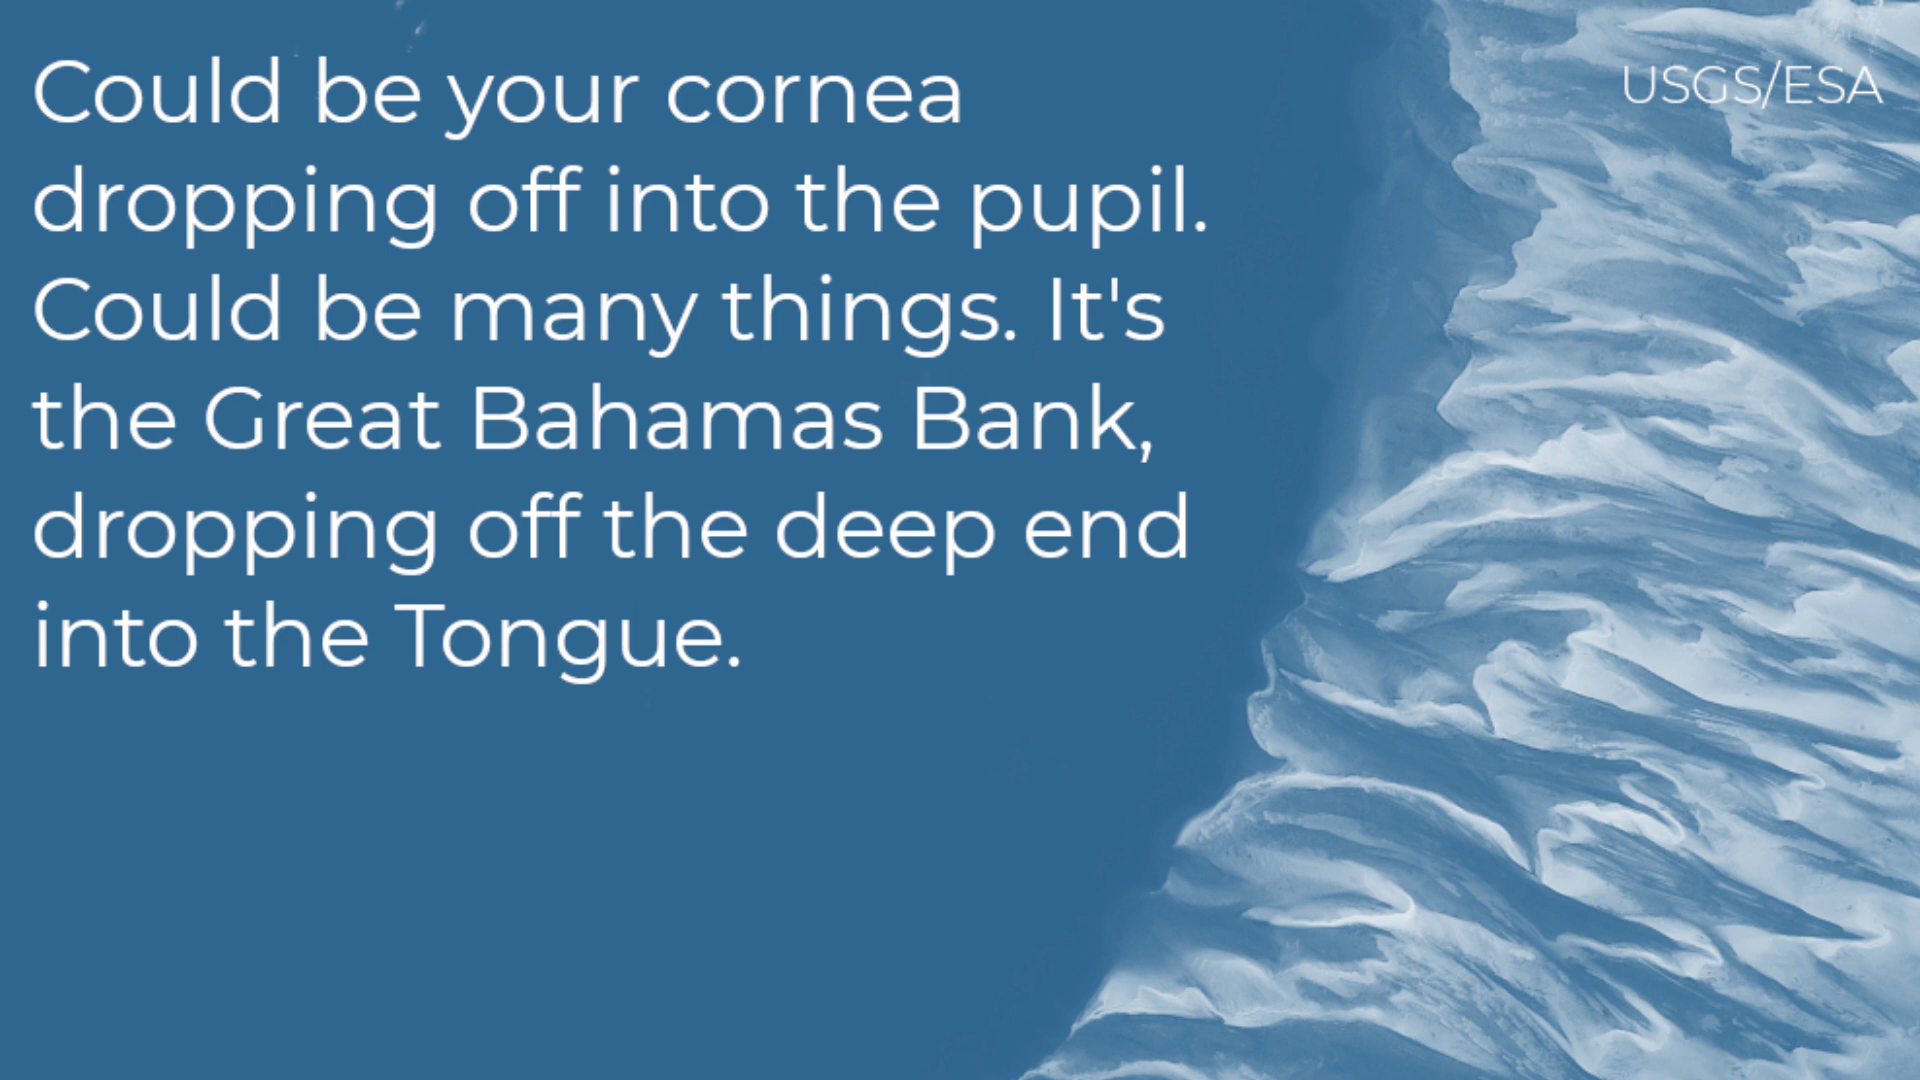 Could be your cornea
dropping off into the pupil.
Could be many things. It's
the Great Bahamas Bank,
dropping off the deep end
into the Tongue.
USGS/ESA